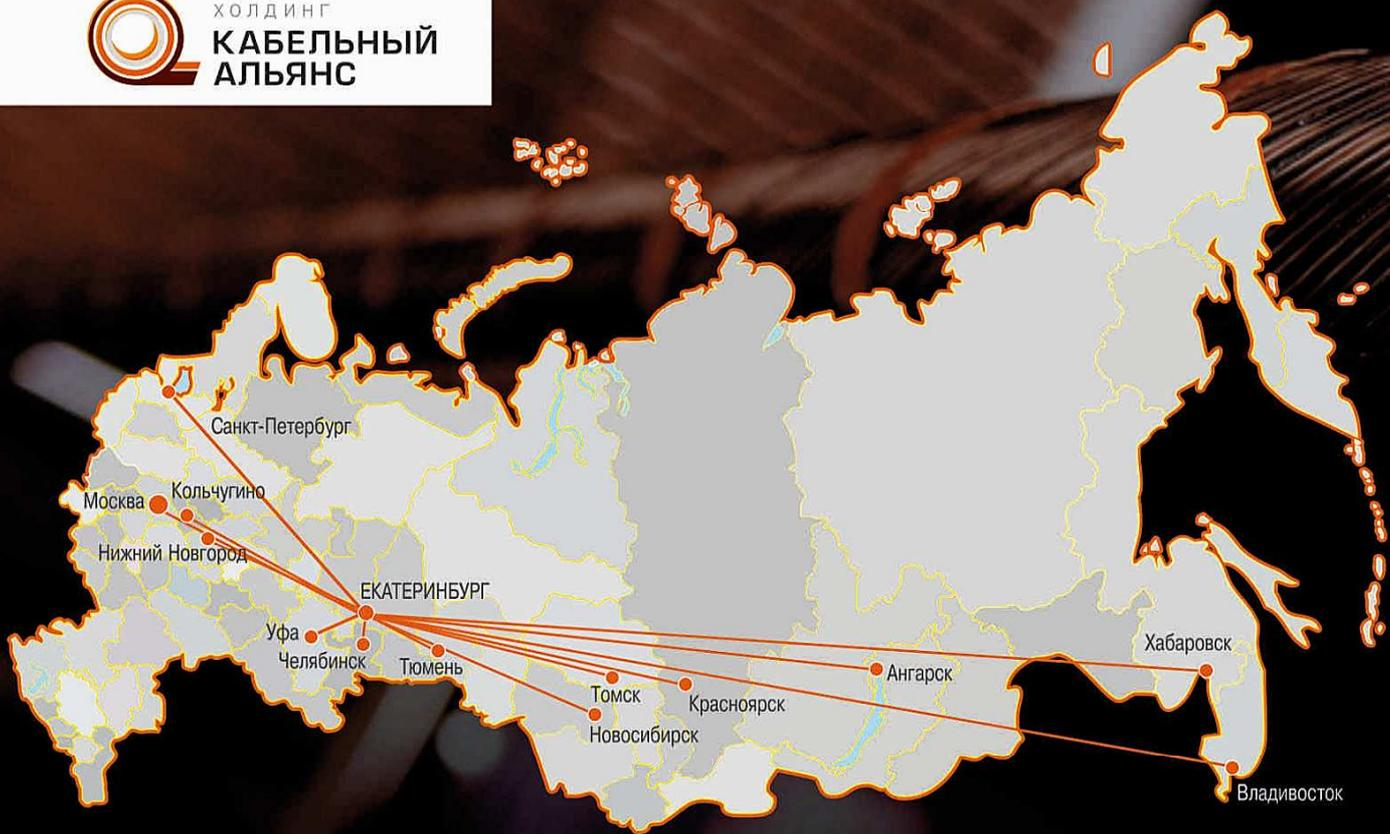 ХОЛДИНГ
КАБЕЛЬНЫЙ
АЛЬЯНС
Санкт-Петербург
Кольчугино
Москва
Нижний Новгород
ЕКАТЕРИНБУРГ
Уфа
Челябинск
Тюмень
Томск
Новосибирск
Красноярск
Ангарск
Хабаровск
Владивосток